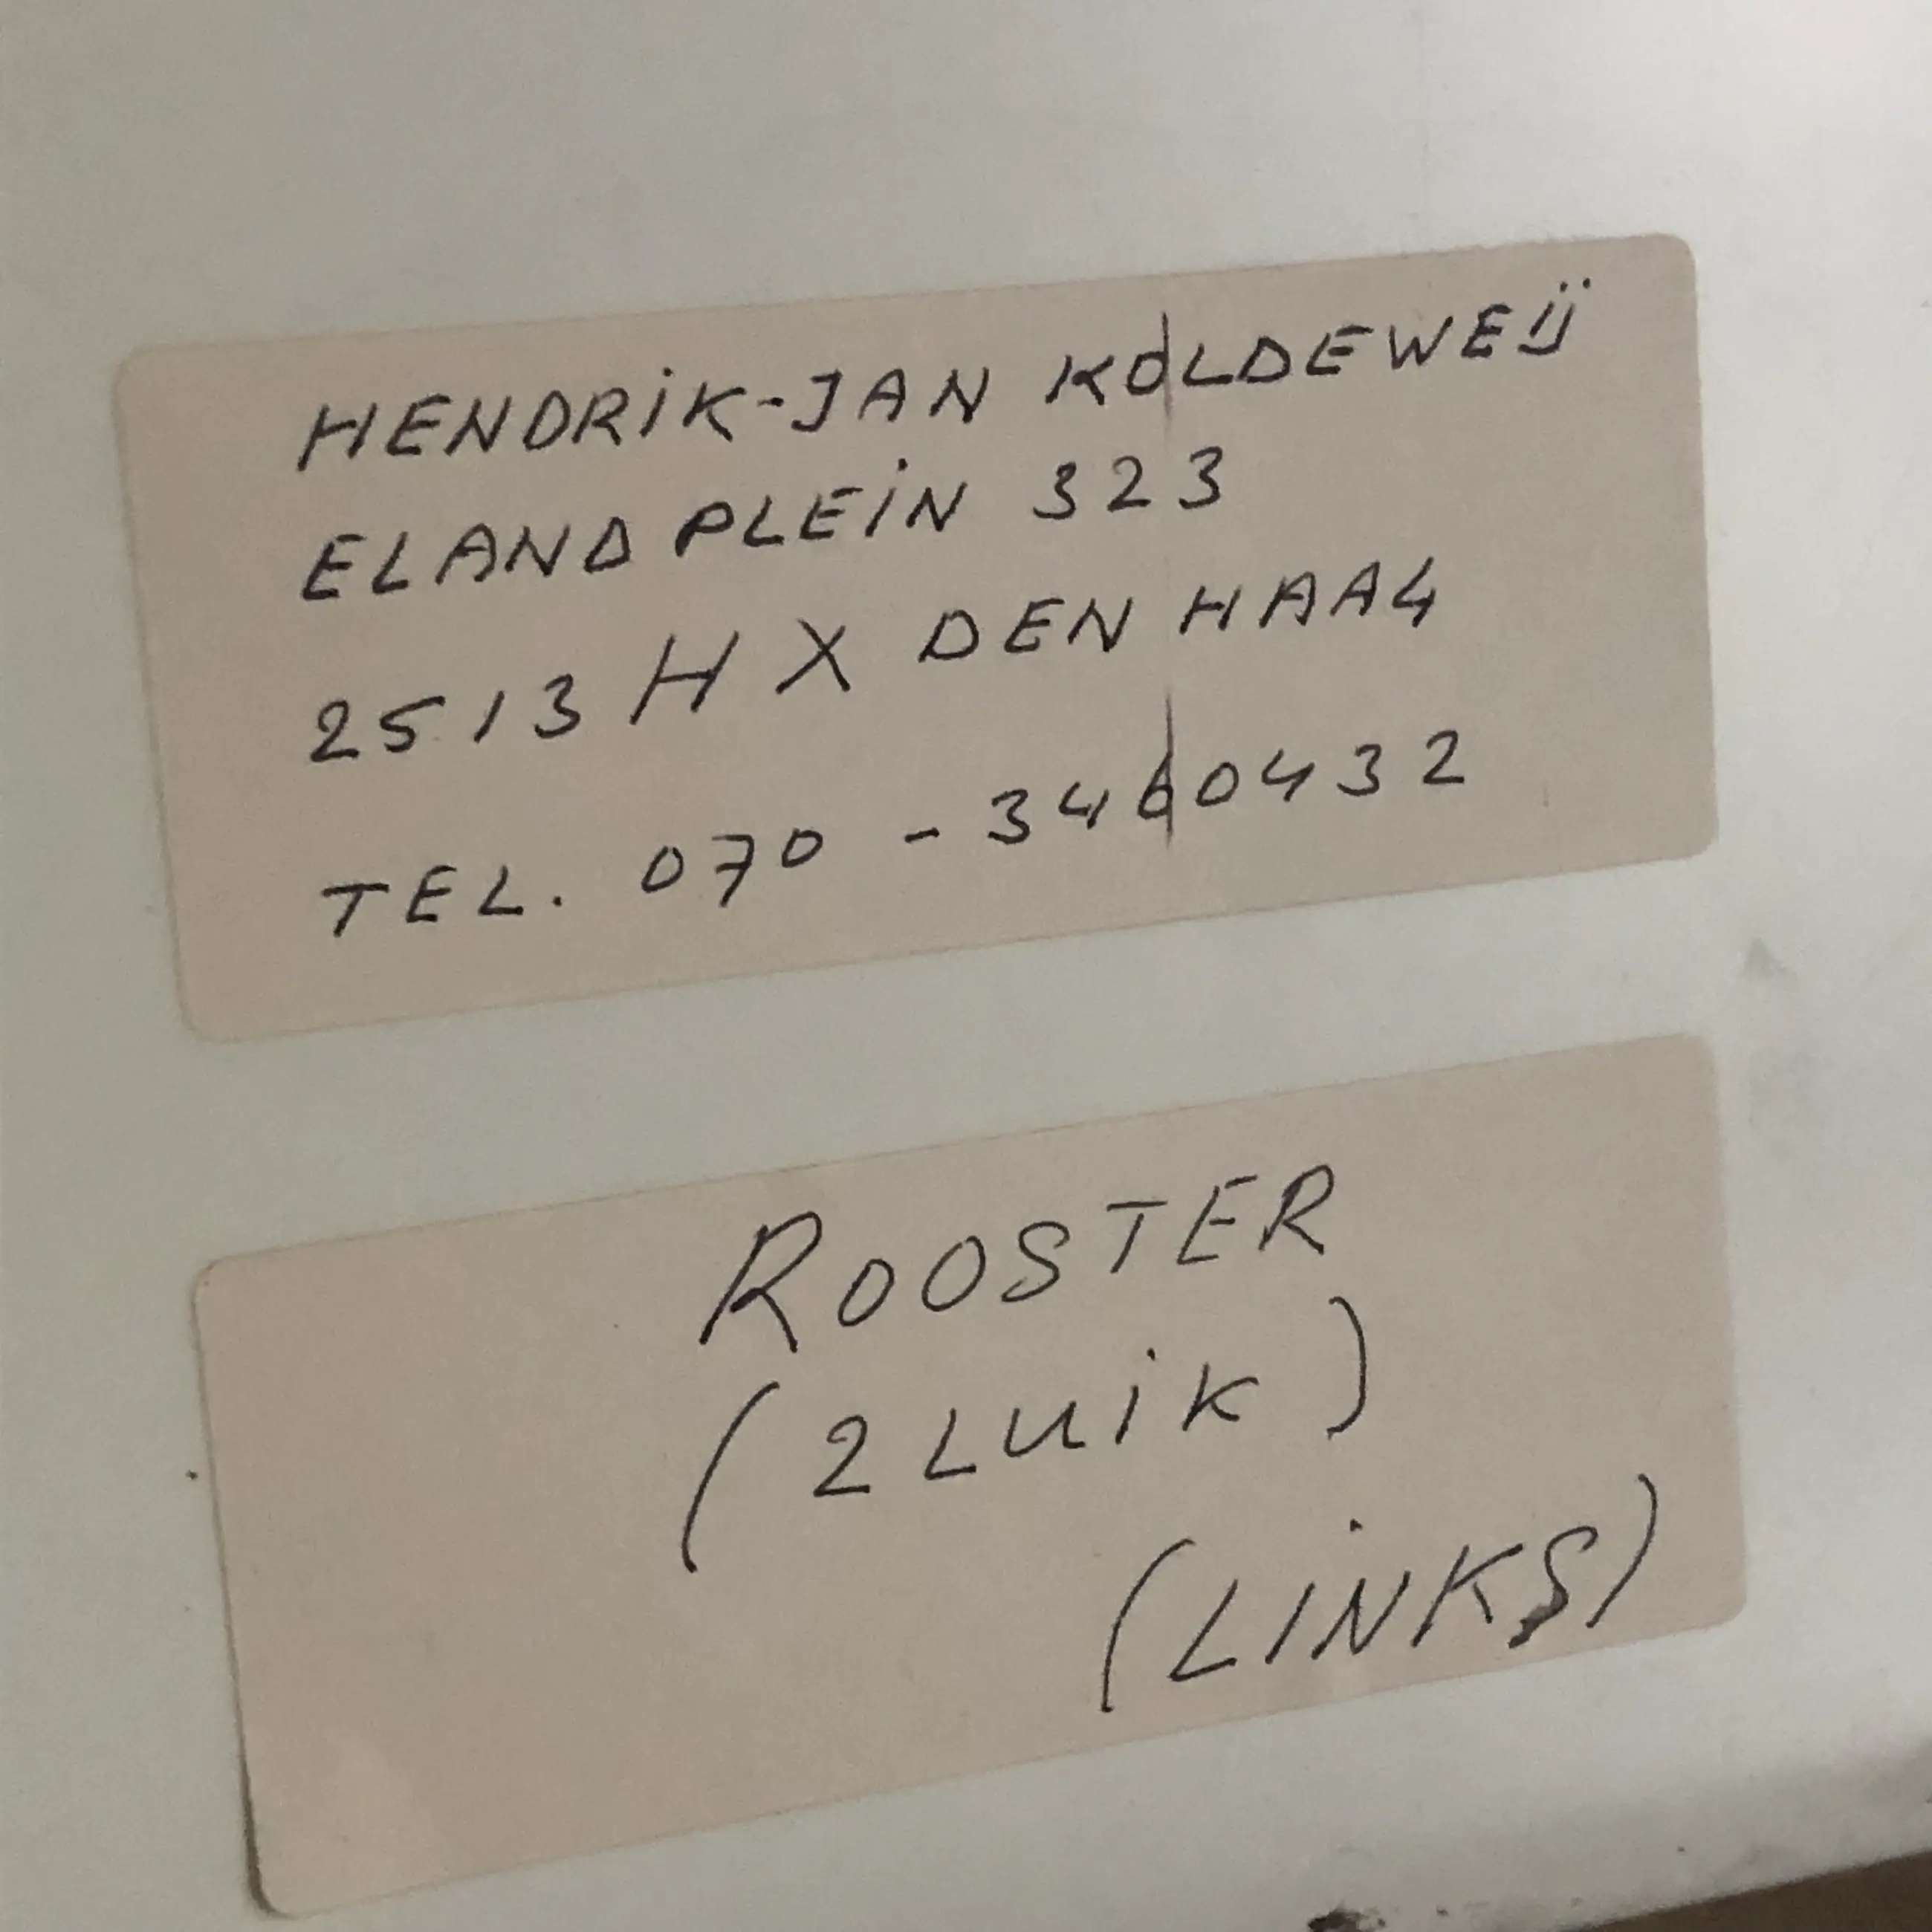 HENDRIK-JAN KOLDEWEIJ
ELANDPLEIN 323
2513 HX DEN HAAG
TEL. 070 - 3460432
ROOSTER
(2LUIK)
(LINKS)